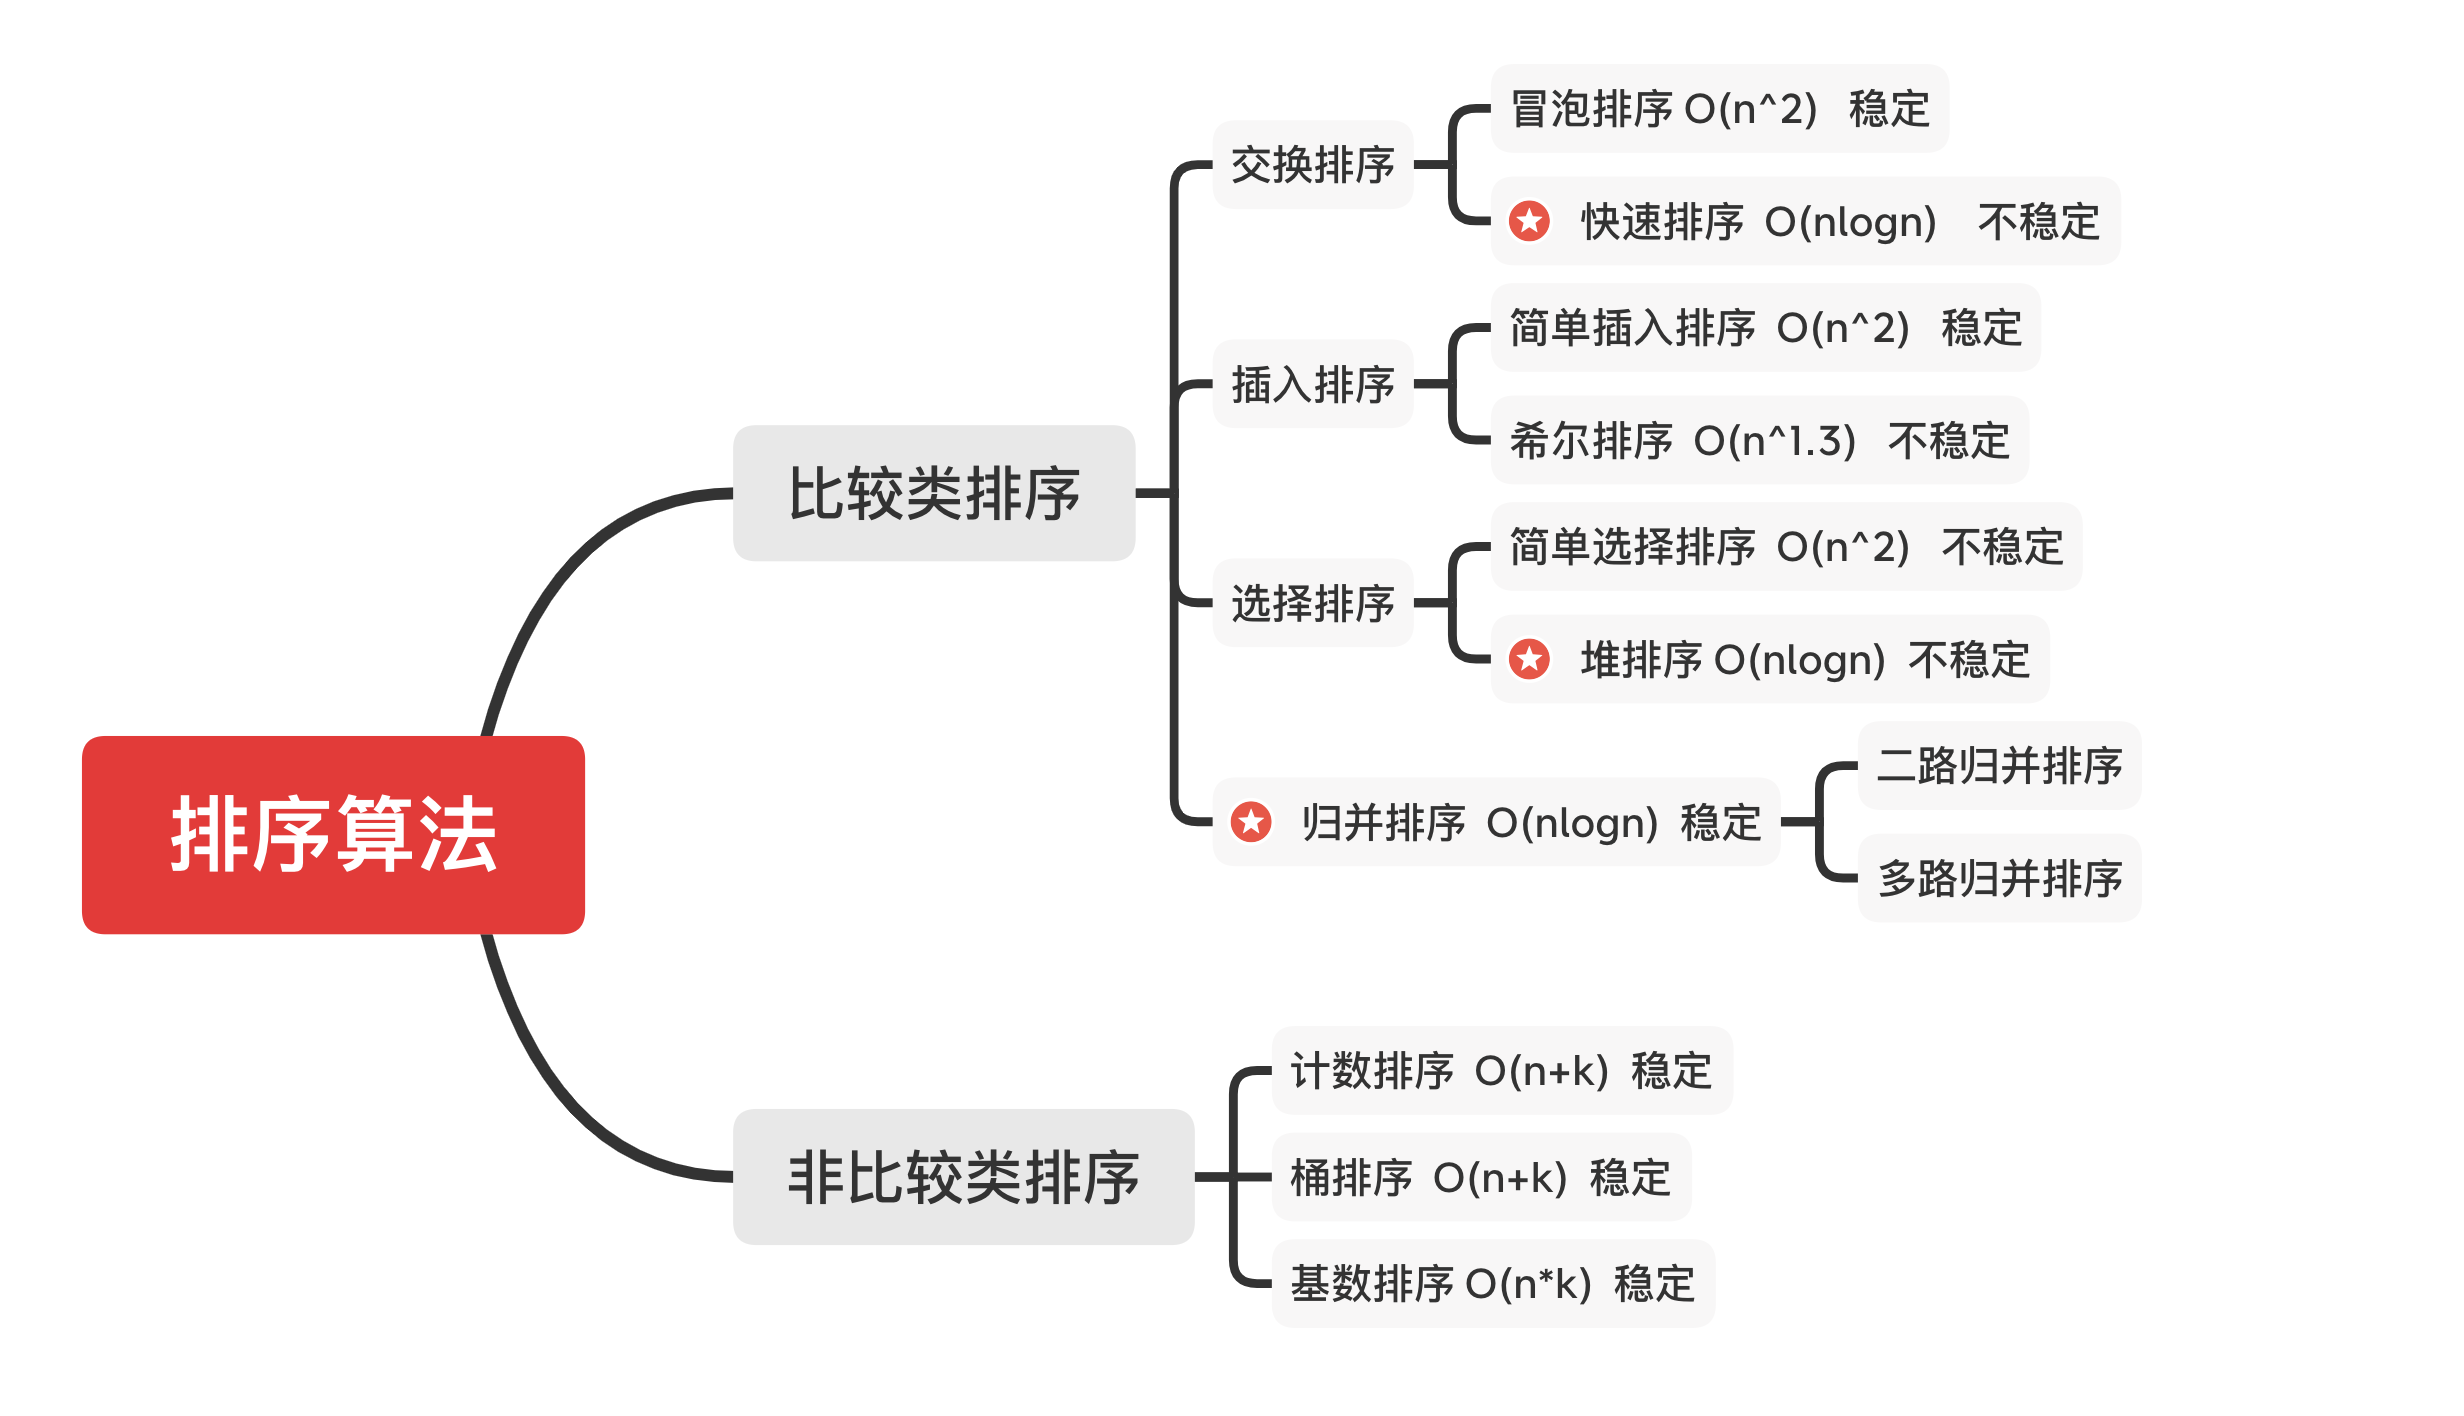 排序算法
比较类排序
交换排序
冒泡排序 O(n^2) 稳定
快速排序 O(nlogn) 不稳定
插入排序
简单插入排序 O(n^2) 稳定
希尔排序 O(n^1.3) 不稳定
选择排序
简单选择排序 O(n^2) 不稳定
堆排序 O(nlogn) 不稳定
归并排序 O(nlogn) 稳定
二路归并排序
多路归并排序
非比较类排序
计数排序 O(n+k) 稳定
桶排序 O(n+k) 稳定
基数排序 O(n*k) 稳定